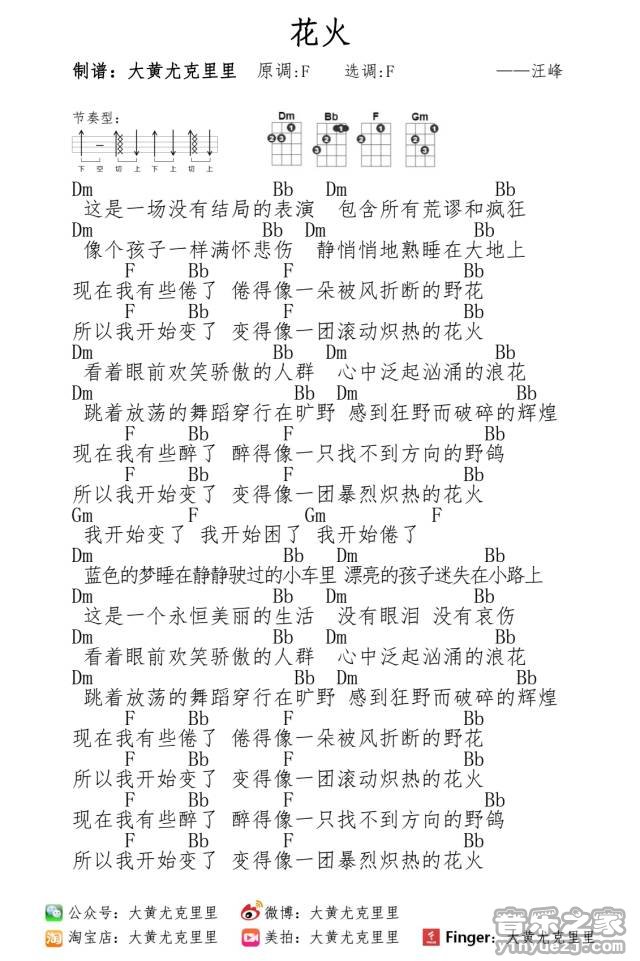 花火
制谱：大黄尤克里里 原调:F 选调:F ——汪峰
节奏型：
Dm Bb F Gm
下 空 切 上 下 上 切 上
Dm Bb Dm Bb
这是一场没有结局的表演 包含所有荒谬和疯狂
Dm Bb Dm Bb
像个孩子一样满怀悲伤 静悄悄地熟睡在大地上
F Bb F Bb
现在我有些倦了 倦得像一朵被风折断的野花
F Bb F Bb
所以我开始变了 变得像一团滚动炽热的花火
Dm Bb Dm Bb
看着眼前欢笑骄傲的人群 心中泛起汹涌的浪花
Dm Bb Dm Bb
跳着放荡的舞蹈穿行在旷野 感到狂野而破碎的辉煌
F Bb F Bb
现在我有些醉了 醉得像一只找不到方向的野鸽
F Bb F Bb
所以我开始变了 变得像一团暴烈炽热的花火
Gm F Gm F
我开始变了 我开始困了 我开始倦了
Dm Bb Dm Bb
蓝色的梦睡在静静驶过的小车里 漂亮的孩子迷失在小路上
Dm Bb Dm Bb
这是一个永恒美丽的生活 没有眼泪 没有哀伤
Dm Bb Dm Bb
看着眼前欢笑骄傲的人群 心中泛起汹涌的浪花
Dm Bb Dm Bb
跳着放荡的舞蹈穿行在旷野 感到狂野而破碎的辉煌
F Bb F Bb
现在我有些倦了 倦得像一朵被风折断的野花
F Bb F Bb
所以我开始变了 变得像一团滚动炽热的花火
F Bb F Bb
现在我有些醉了 醉得像一只找不到方向的野鸽
F Bb F Bb
所以我开始变了 变得像一团暴烈炽热的花火
公众号：大黄尤克里里 微博：大黄尤克里里
淘宝店：大黄尤克里里 美拍：大黄尤克里里 Finger：大黄尤克里里
音乐之家
yinyuezj.com